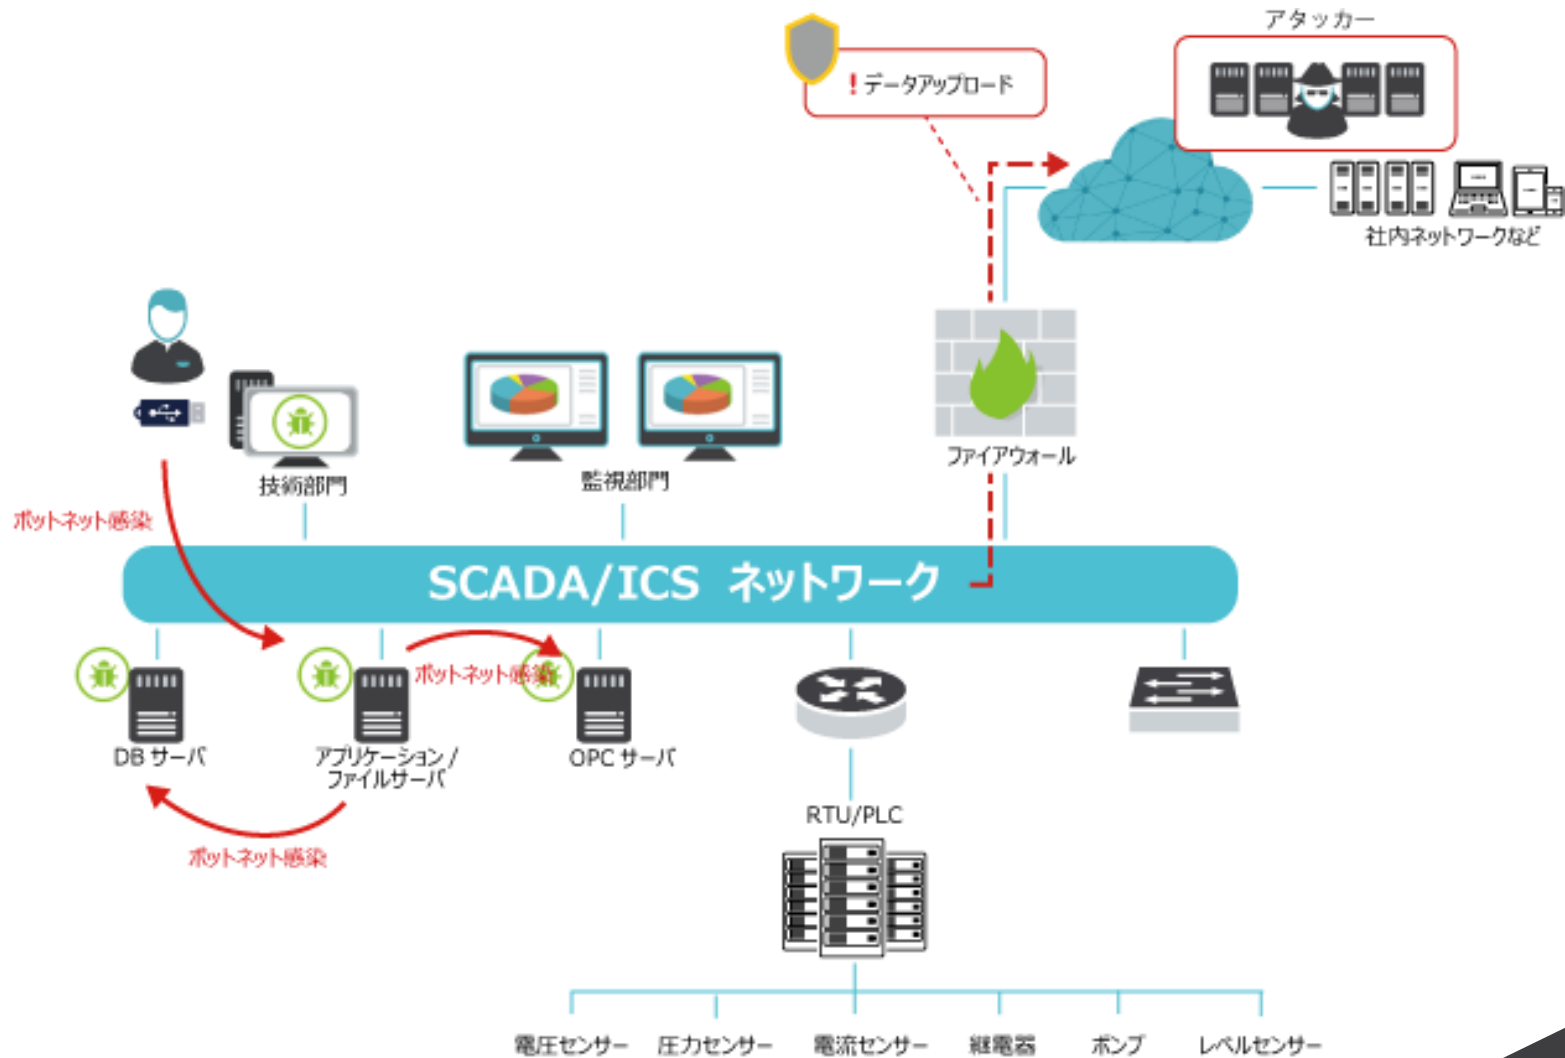 アタッカー
！データアップロード
社内ネットワークなど
ファイアウォール
技術部門
監視部門
ボットネット感染
SCADA/ICS ネットワーク
ボットネット感染
DB サーバ
アプリケーション /
ファイルサーバ
OPC サーバ
RTU/PLC
ボットネット感染
電圧センサー
圧力センサー
電流センサー
継電器
ポンプ
レベルセンサー